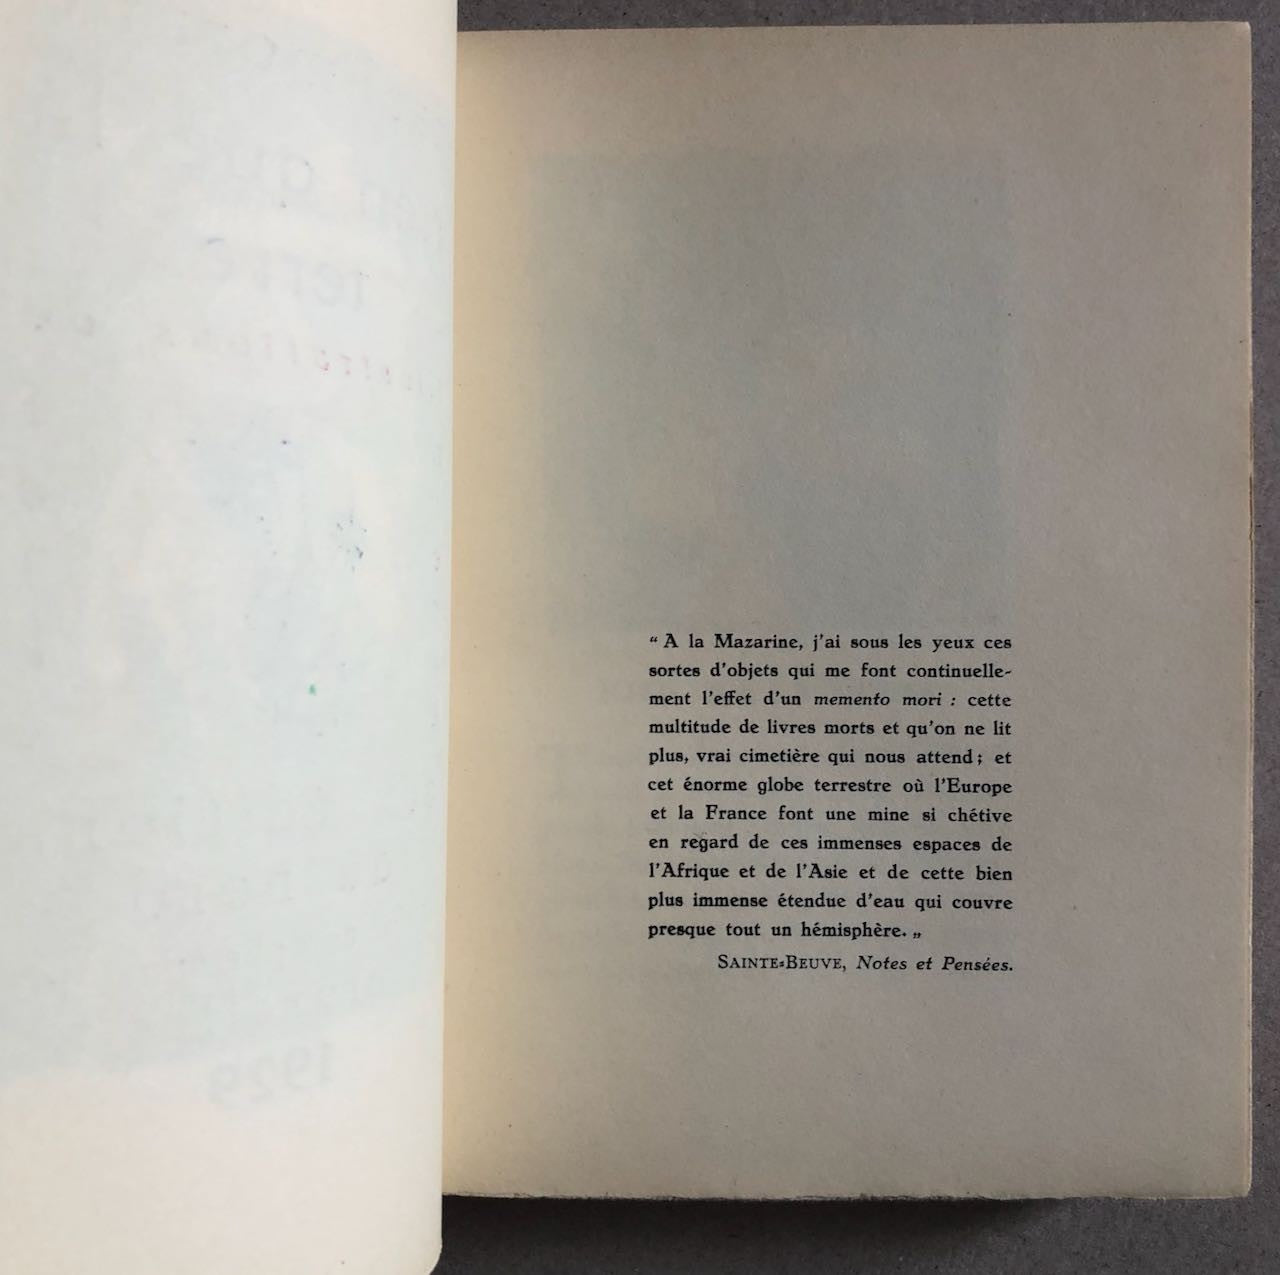 “ A la Mazarine, j'ai sous les yeux ces
sortes d'objets qui me font continuelle-
ment l'effet d'un memento mori : cette
multitude de livres morts et qu'on ne lit
plus, vrai cimetière qui nous attend ; et
cet énorme globe terrestre où l'Europe
et la France font une mine si chétive
en regard de ces immenses espaces de
l'Afrique et de l'Asie et de cette bien
plus immense étendue d'eau qui couvre
presque tout un hémisphère. „
SAINTE-BEUVE, Notes et Pensées.
1929